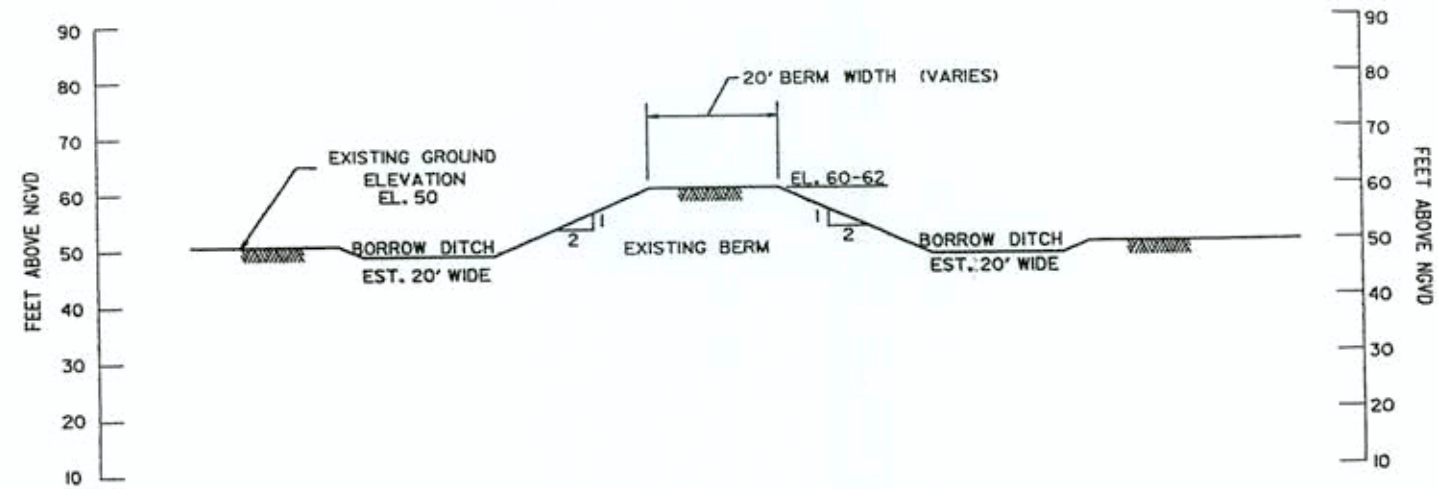 90
80
70
60
50
40
30
20
10
FEET ABOVE NGVD
EXISTING GROUND
ELEVATION
EL. 50
20' BERM WIDTH (VARIES)
EL. 60-62
1
2
EXISTING BERM
1
2
BORROW DITCH
EST. 20' WIDE
BORROW DITCH
EST. 20' WIDE
90
80
70
60
50
40
30
20
10
FEET ABOVE NGVD